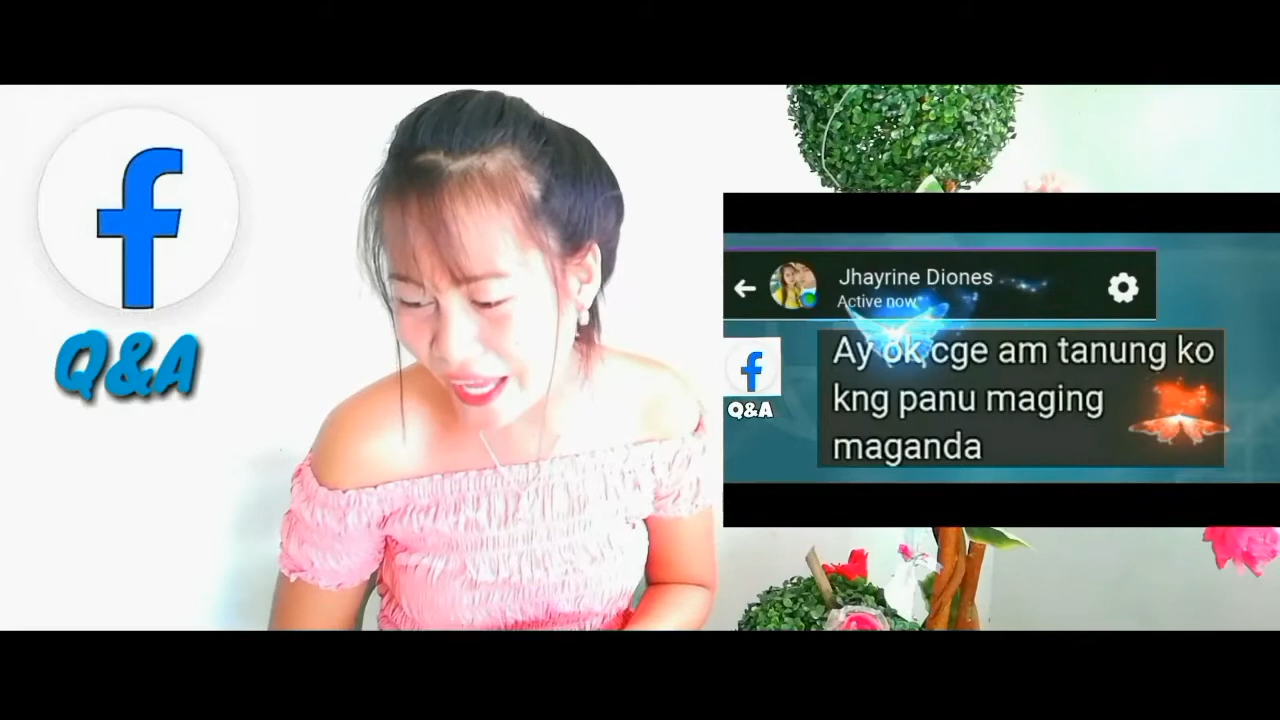 f
Q&A
Jhayrine Diones
Active now
f
Q&A
Ay ok cge am tanung ko
kng panu maging
maganda